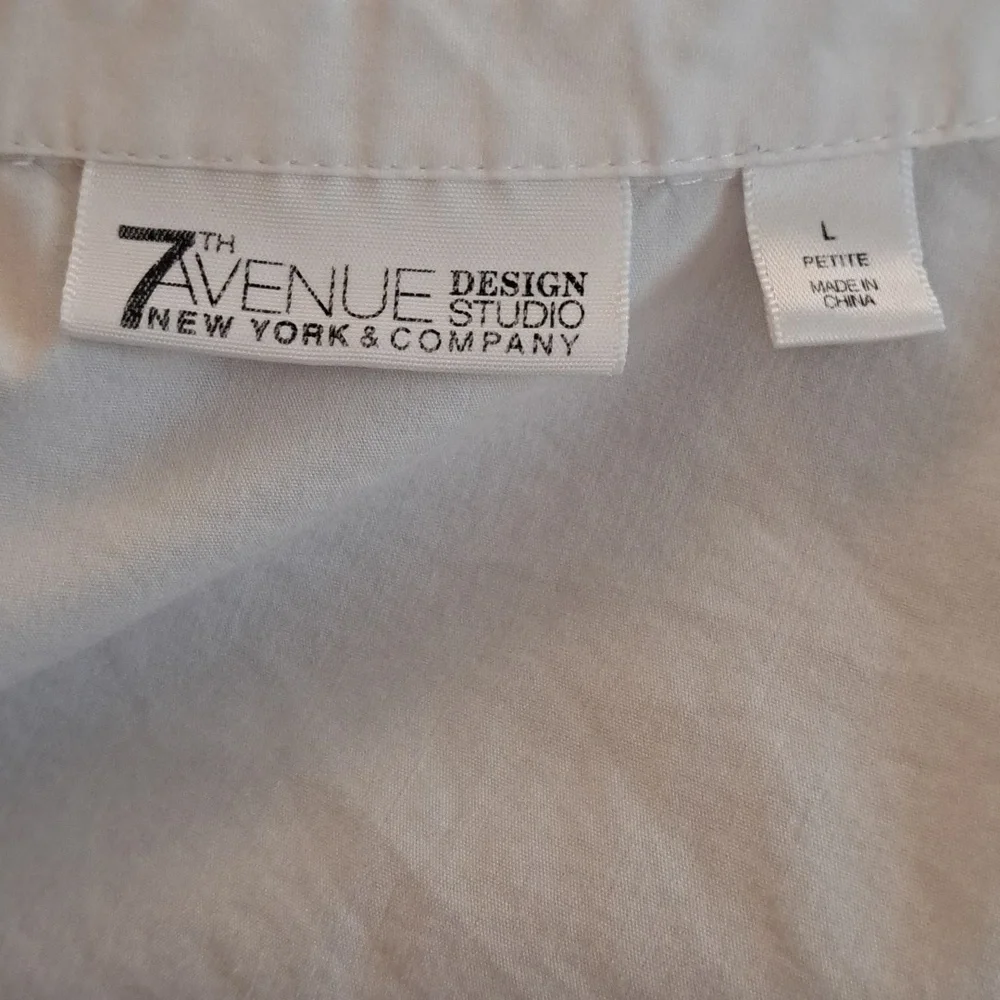 7TH
AVENUE DESIGN
STUDIO
NEW YORK & COMPANY
L
PETITE
MADE IN
CHINA